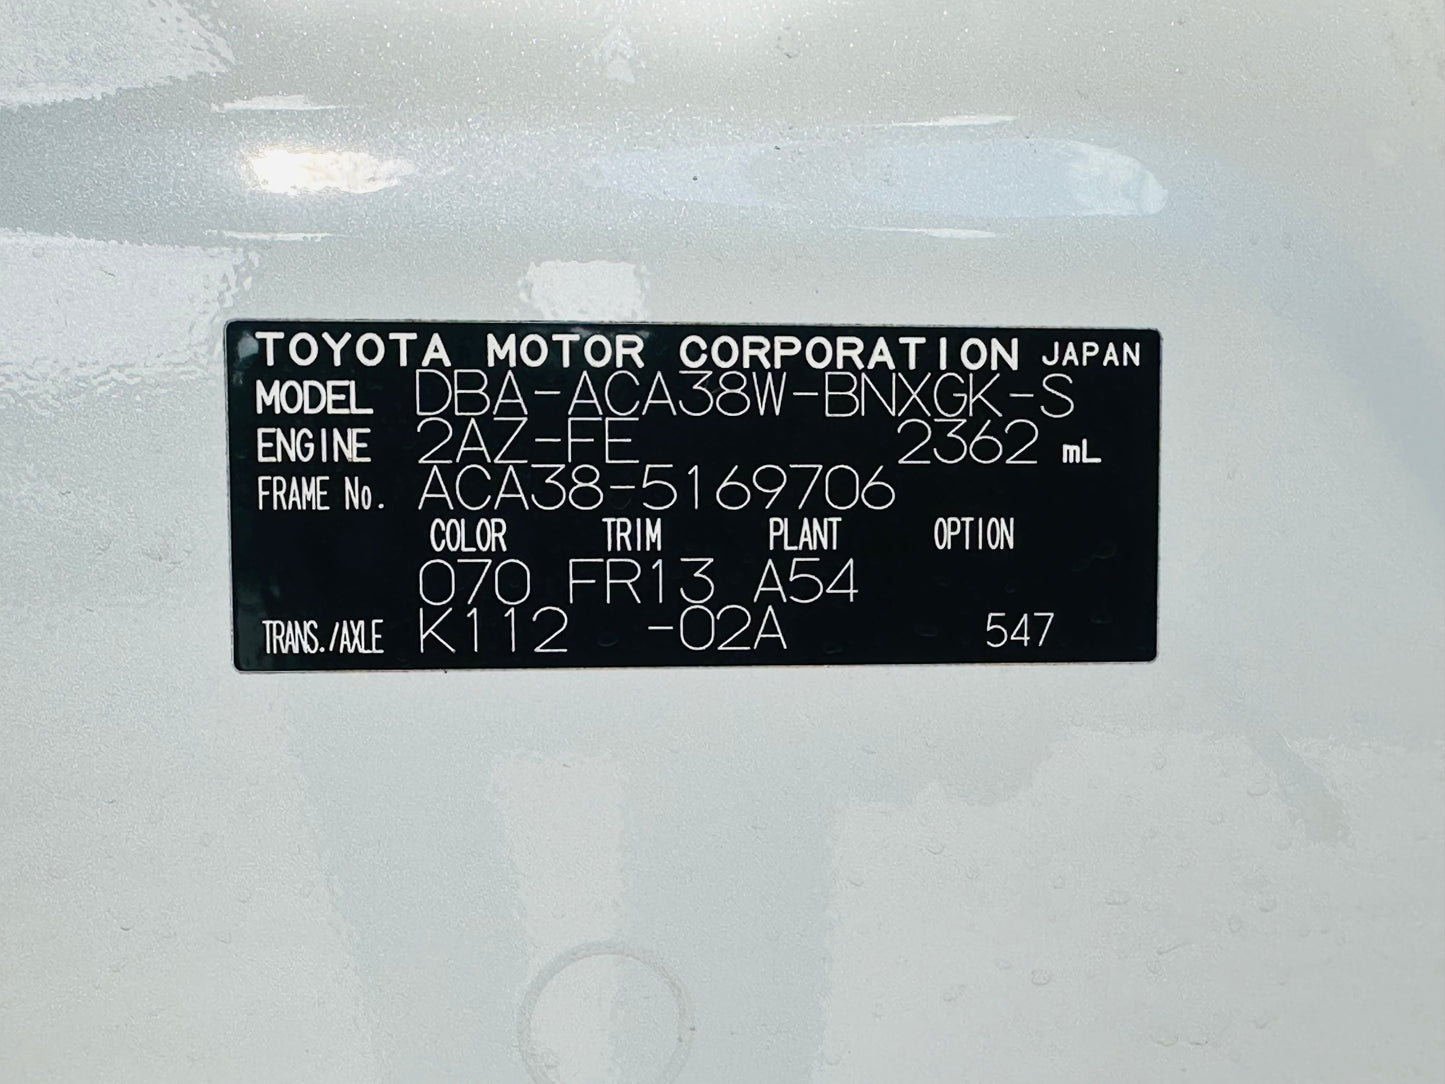 TOYOTA MOTOR CORPORATION JAPAN
MODEL DBA-ACA38W-BNXGK-S
ENGINE 2AZ-FE 2362 mL
FRAME No. ACA38-5169706
COLOR TRIM PLANT OPTION
070 FR13 A54
TRANS./AXLE K112 -02A 547